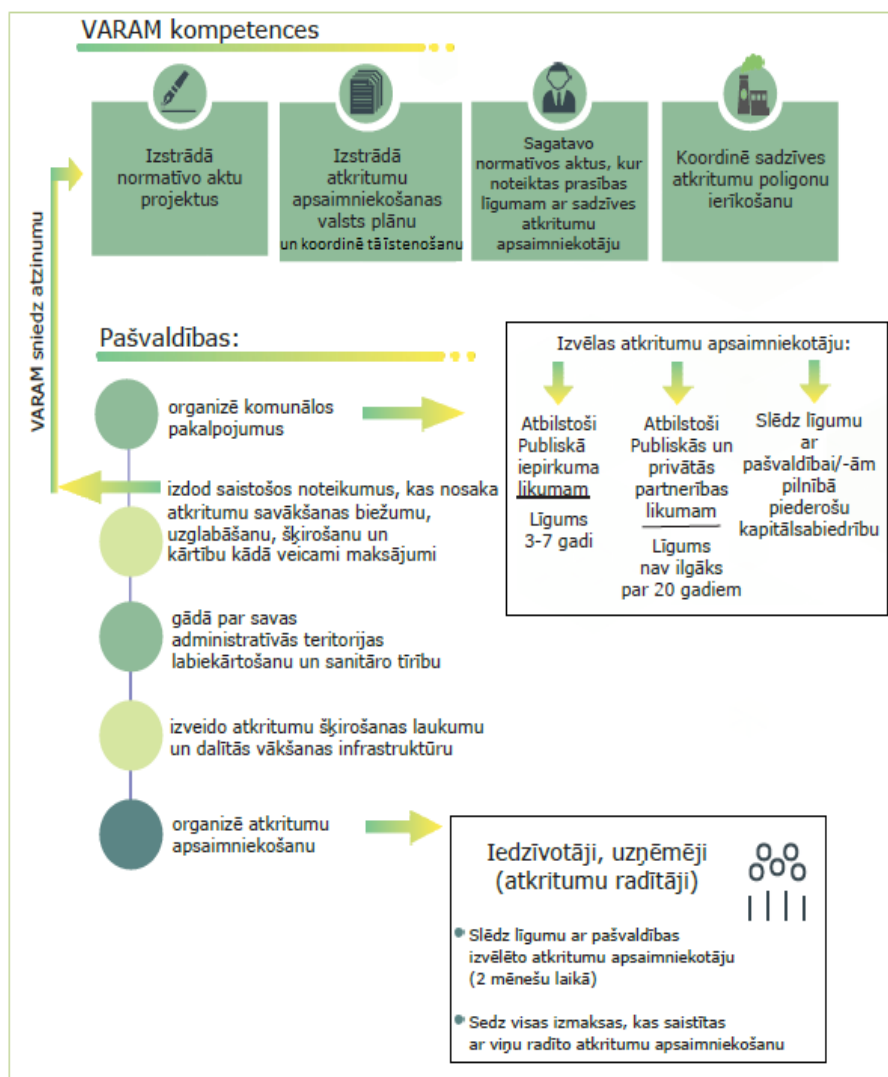 VARAM kompetences
Izstrādā
normatīvo aktu
projektus
Izstrādā
atkritumu
apsaimniekošanas
valsts plānu
un koordinē tā īstenošanu
Sagatavo
normatīvos aktus, kur
noteiktas prasības
līgumam ar sadzīves
atkritumu
apsaimniekotāju
Koordinē sadzīves
atkritumu poligonu
ierīkošanu
VARAM sniedz atzinumu
Pašvaldības:
organizē komunālos
pakalpojumus
izdod saistošos noteikumus, kas nosaka
atkritumu savākšanas biežumu,
uzglabāšanu, šķirošanu un
kārtību kādā veicami maksājumi
gādā par savas
administratīvās teritorijas
labiekārtošanu un sanitāro tīrību
izveido atkritumu šķirošanas laukumu
un dalītās vākšanas infrastruktūru
organizē atkritumu
apsaimniekošanu
Izvēlas atkritumu apsaimniekotāju:
Atbilstoši
Publiskā
iepirkuma
likumam
Līgums
3-7 gadi
Atbilstoši
Publiskās un
privātās
partnerības
likumam
Līgums
nav ilgāks
par 20 gadiem
Slēdz līgumu
ar
pašvaldībai/-ām
pilnībā
piederošu
kapitālsabiedrību
Iedzīvotāji, uzņēmēji
(atkritumu radītāji)
Slēdz līgumu ar pašvaldības
izvēlēto atkritumu apsaimniekotāju
(2 mēnešu laikā)
Sedz visas izmaksas, kas saistītas
ar viņu radīto atkritumu apsaimniekošanu